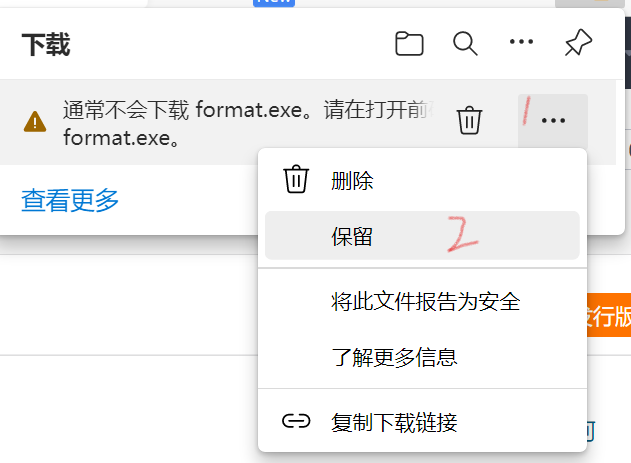 New
下载
通常不会下载 format.exe。请在打开前
format.exe。
1
查看更多
删除
保留
2
将此文件报告为安全
发行版
了解更多信息
复制下载链接